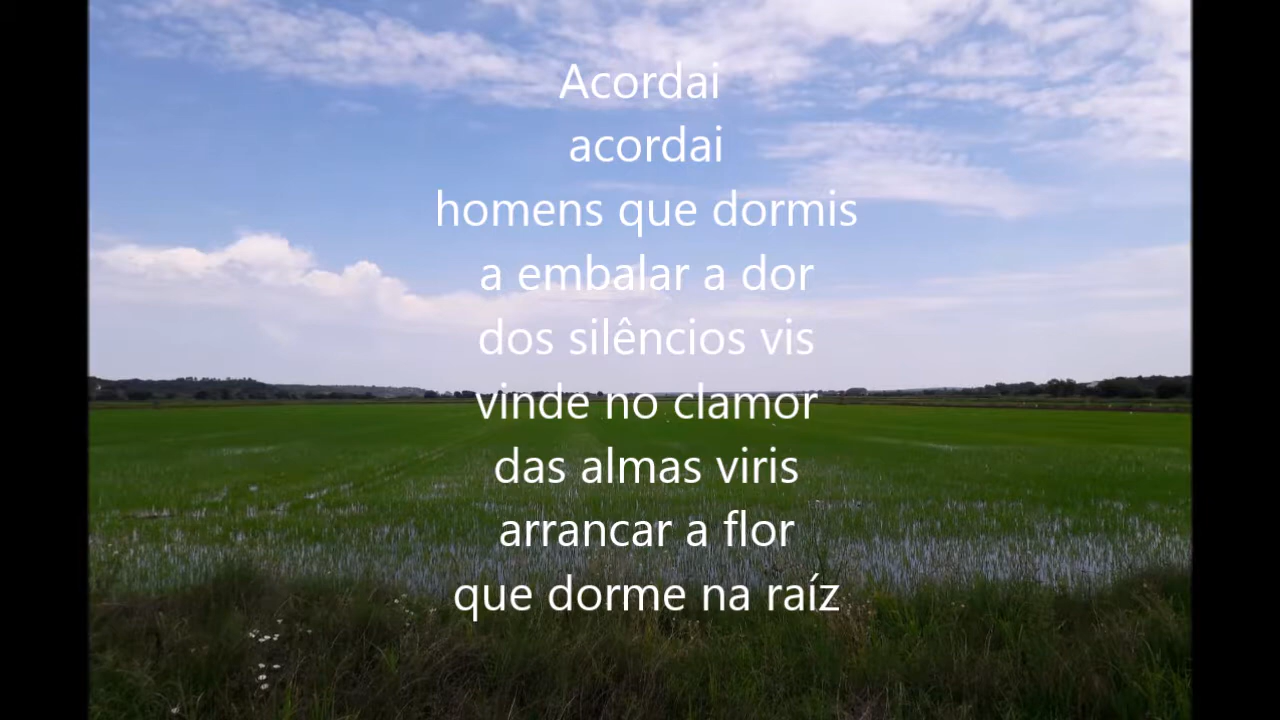 Acordai
acordai
homens que dormis
a embalar a dor
dos silêncios vis
vinde no clamor
das almas viris
arrancar a flor
que dorme na raíz